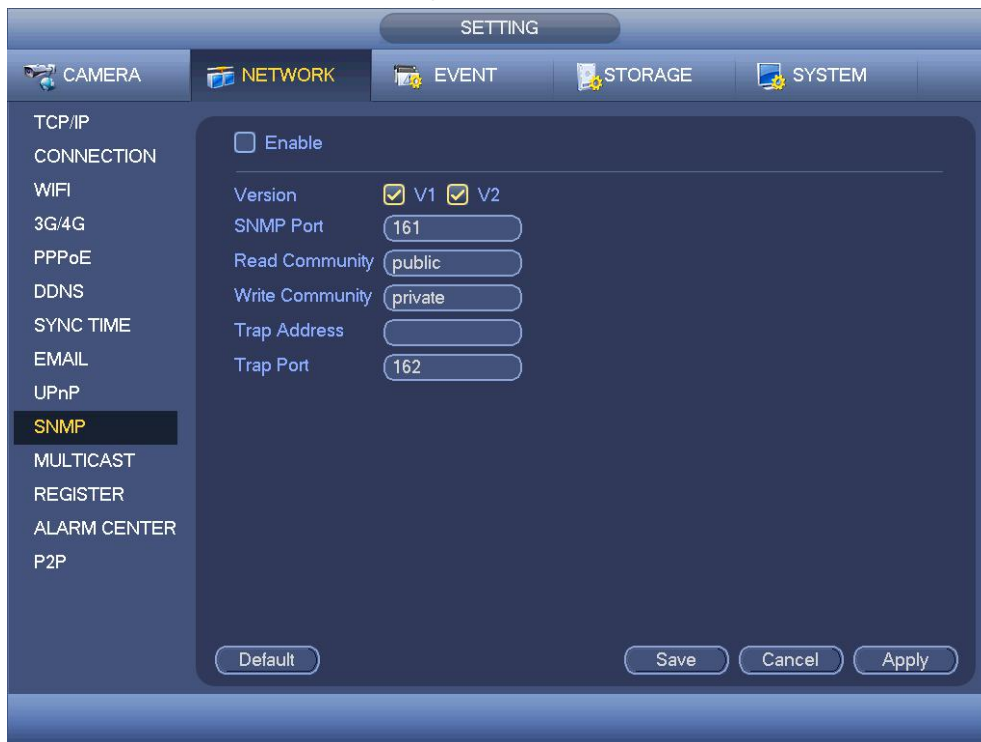 SETTING
CAMERA NETWORK EVENT STORAGE SYSTEM
TCP/IP
CONNECTION
WIFI
3G/4G
PPPoE
DDNS
SYNC TIME
EMAIL
UPnP
SNMP
MULTICAST
REGISTER
ALARM CENTER
P2P
Enable
Version V1 V2
SNMP Port 161
Read Community public
Write Community private
Trap Address
Trap Port 162
Default Save Cancel Apply